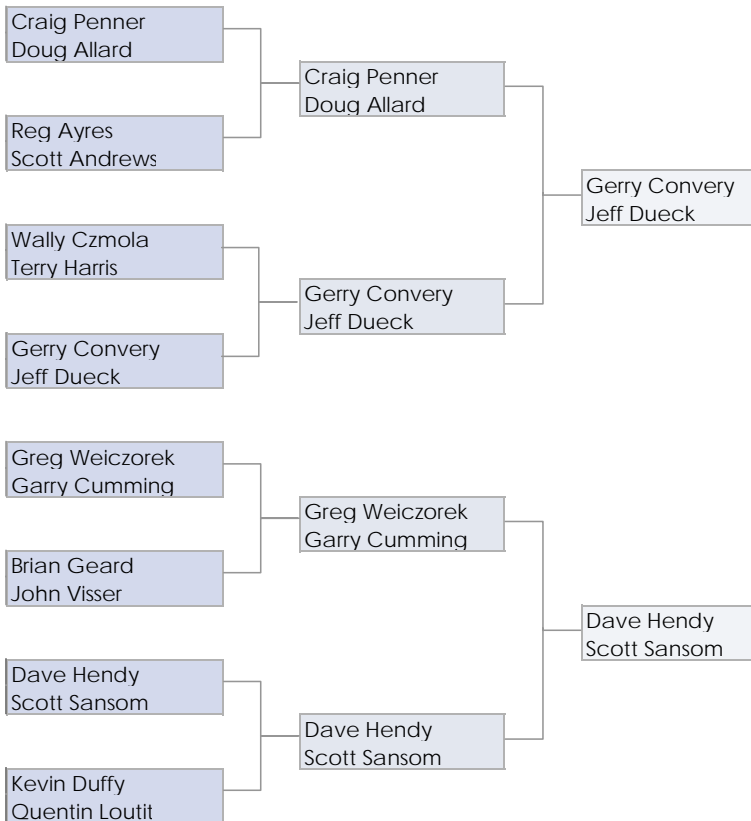 Craig Penner
Doug Allard
Reg Ayres
Scott Andrews
Wally Czmola
Terry Harris
Gerry Convery
Jeff Dueck
Greg Weiczorek
Garry Cumming
Brian Geard
John Visser
Dave Hendy
Scott Sansom
Kevin Duffy
Quentin Loutit
Craig Penner
Doug Allard
Gerry Convery
Jeff Dueck
Greg Weiczorek
Garry Cumming
Dave Hendy
Scott Sansom
Gerry Convery
Jeff Dueck
Dave Hendy
Scott Sansom